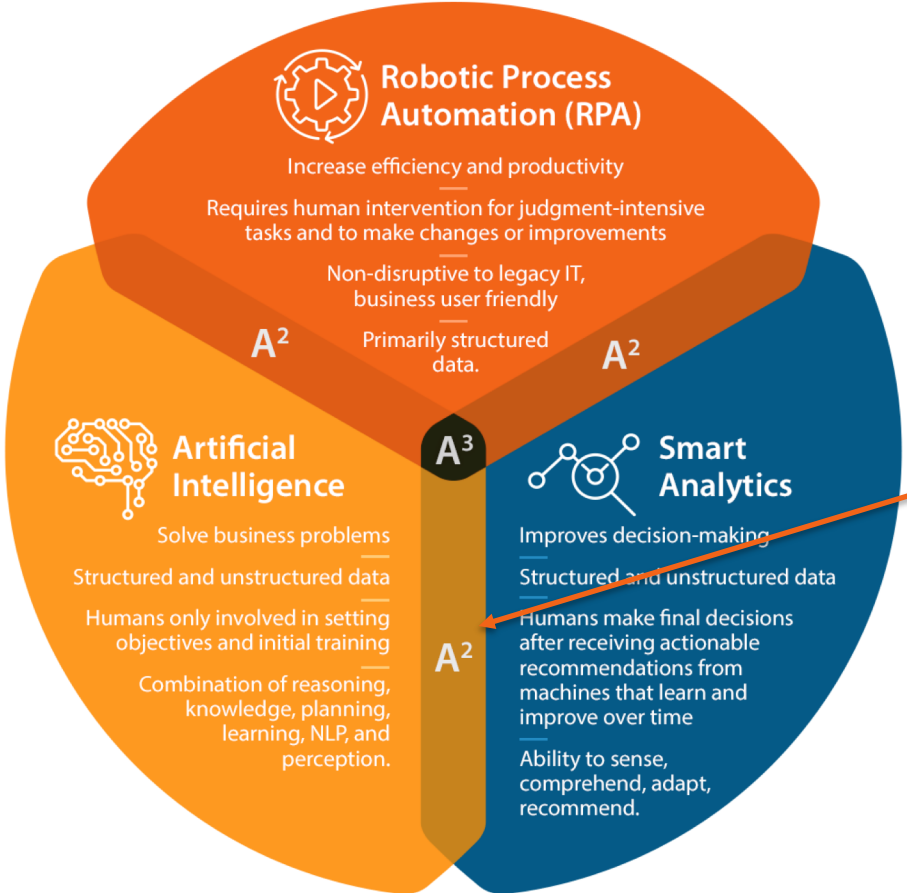 Robotic Process
Automation (RPA)
Increase efficiency and productivity
Requires human intervention for judgment-intensive
tasks and to make changes or improvements
Non-disruptive to legacy IT,
business user friendly
Primarily structured
data.
A²
A²
A³
Artificial
Intelligence
Solve business problems
Structured and unstructured data
Humans only involved in setting
objectives and initial training
Combination of reasoning,
knowledge, planning,
learning, NLP, and
perception.
A²
Smart
Analytics
Improves decision-making
Structured and unstructured data
Humans make final decisions
after receiving actionable
recommendations from
machines that learn and
improve over time
Ability to sense,
comprehend, adapt,
recommend.